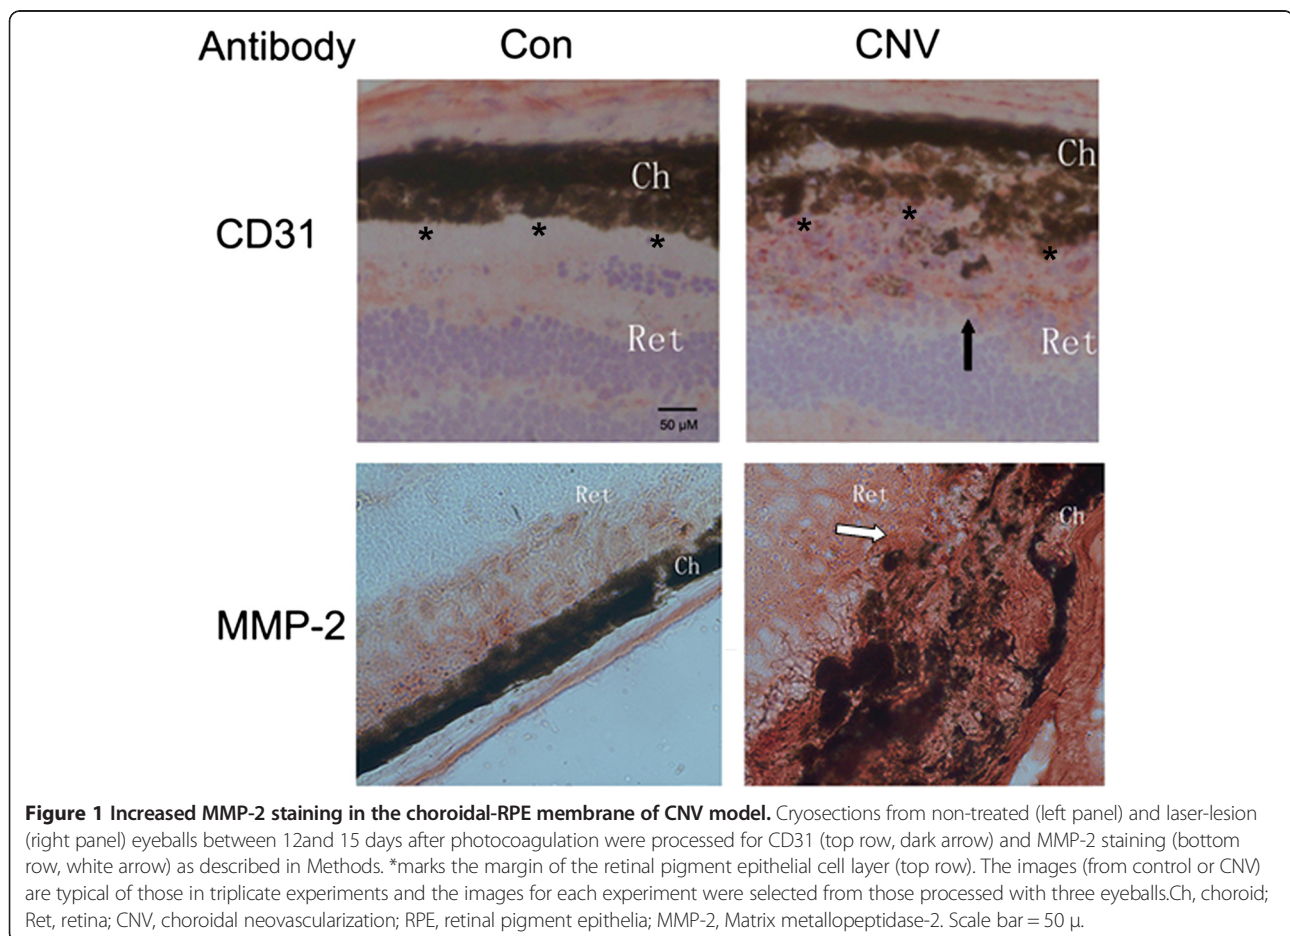 Antibody Con CNV
CD31
Ch
* * *
Ret
50 µM
Ch
* * *
Ret
MMP-2
Ret
Ch
Ret
Ch
Figure 1 Increased MMP-2 staining in the choroidal-RPE membrane of CNV model. Cryosections from non-treated (left panel) and laser-lesion
(right panel) eyeballs between 12and 15 days after photocoagulation were processed for CD31 (top row, dark arrow) and MMP-2 staining (bottom
row, white arrow) as described in Methods. *marks the margin of the retinal pigment epithelial cell layer (top row). The images (from control or CNV)
are typical of those in triplicate experiments and the images for each experiment were selected from those processed with three eyeballs.Ch, choroid;
Ret, retina; CNV, choroidal neovascularization; RPE, retinal pigment epithelia; MMP-2, Matrix metallopeptidase-2. Scale bar = 50 µ.